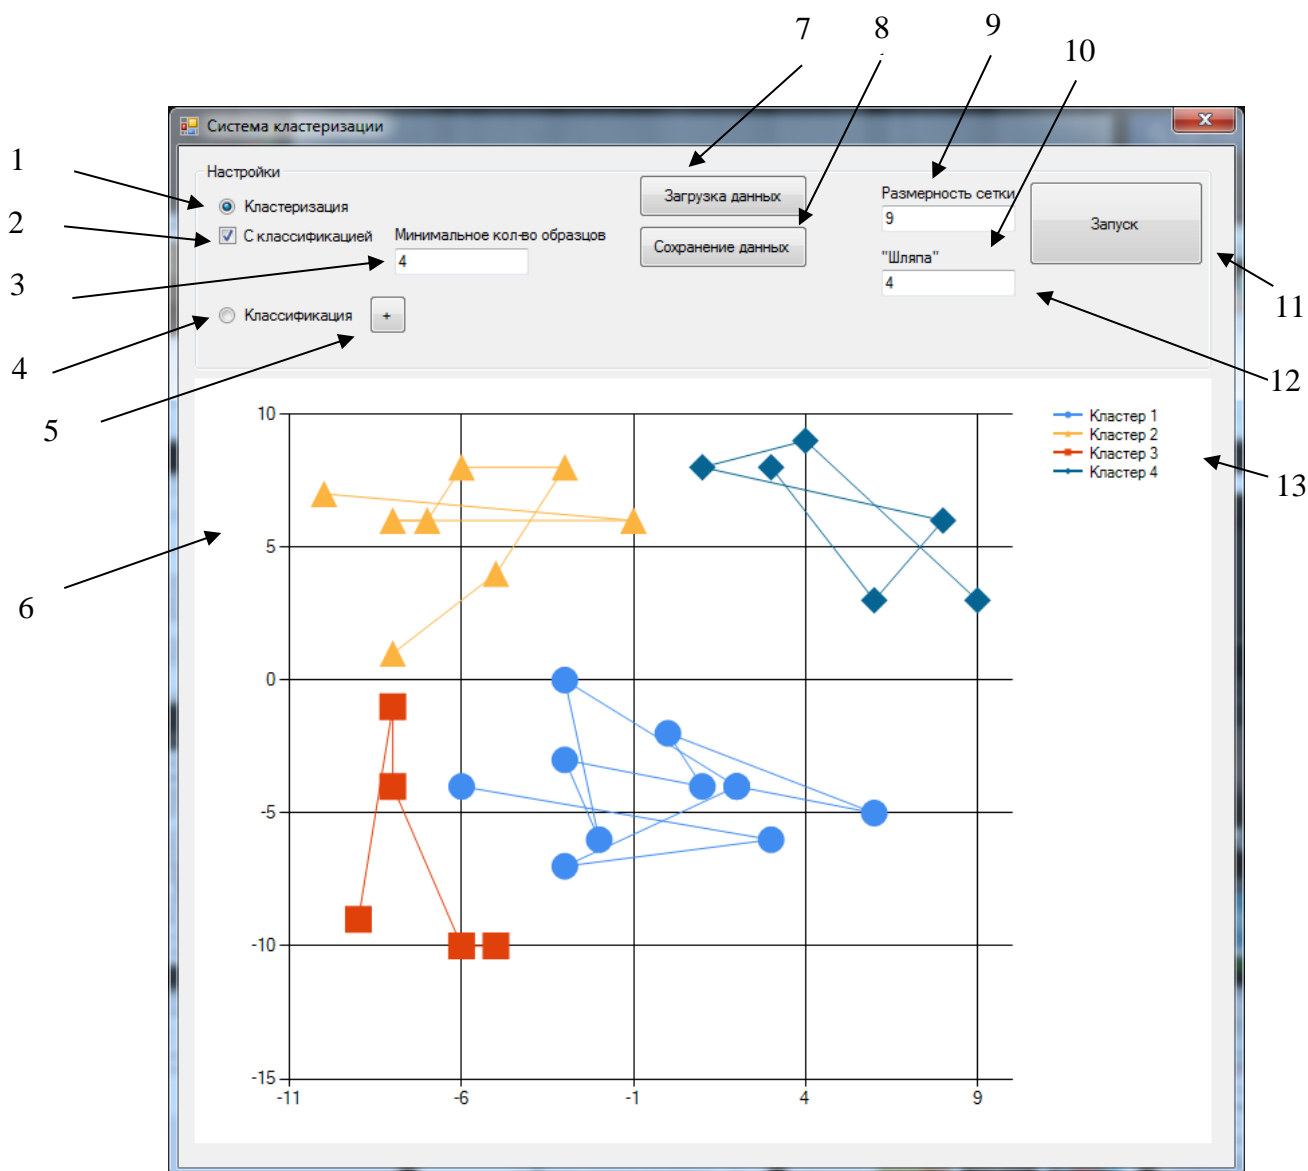 7
8
9
10
Система кластеризации
x
1
Настройки
Кластеризация
2
С классификацией
Минимальное кол-во образцов
4
3
Классификация
+
4
5
Загрузка данных
Сохранение данных
Размерность сетки
9
"Шляпа"
4
Запуск
11
12
13
6
Кластер 1
Кластер 2
Кластер 3
Кластер 4
10
5
0
-5
-10
-15
-11 -6 -1 4 9